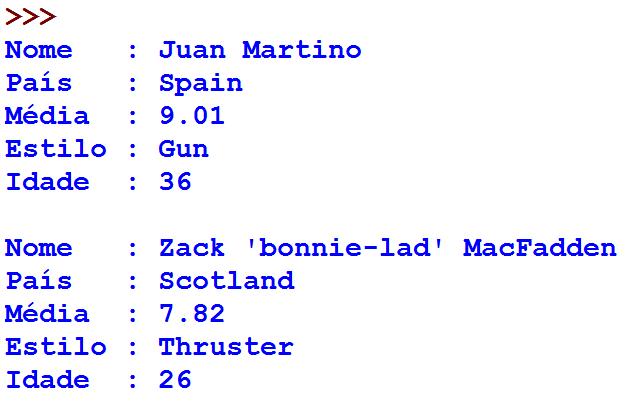 >>>
Nome   : Juan Martino
País   : Spain
Média  : 9.01
Estilo : Gun
Idade  : 36

Nome   : Zack 'bonnie-lad' MacFadden
País   : Scotland
Média  : 7.82
Estilo : Thruster
Idade  : 26